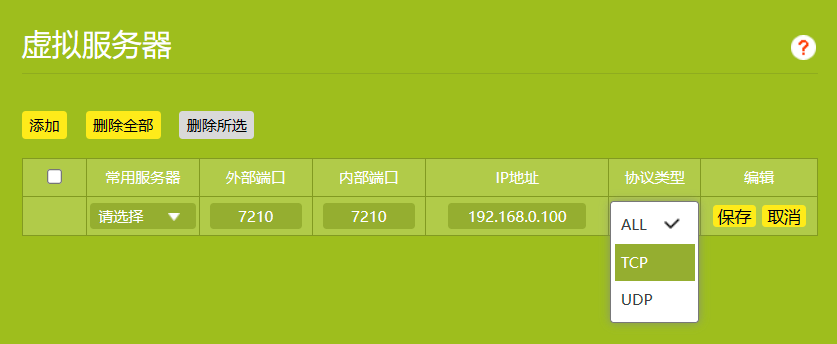 虚拟服务器
?
添加 删除全部 删除所选
常用服务器 外部端口 内部端口 IP地址 协议类型 编辑
请选择 7210 7210 192.168.0.100 ALL 保存 取消
TCP
UDP